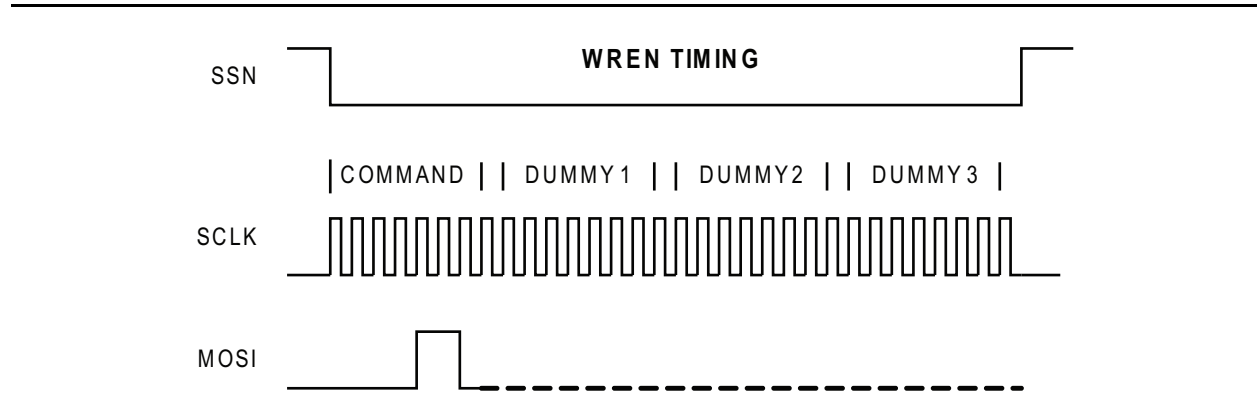 WREN TIMING
SSN
| COMMAND | | DUMMY1 | | DUMMY2 | | DUMMY3 |
SCLK
MOSI